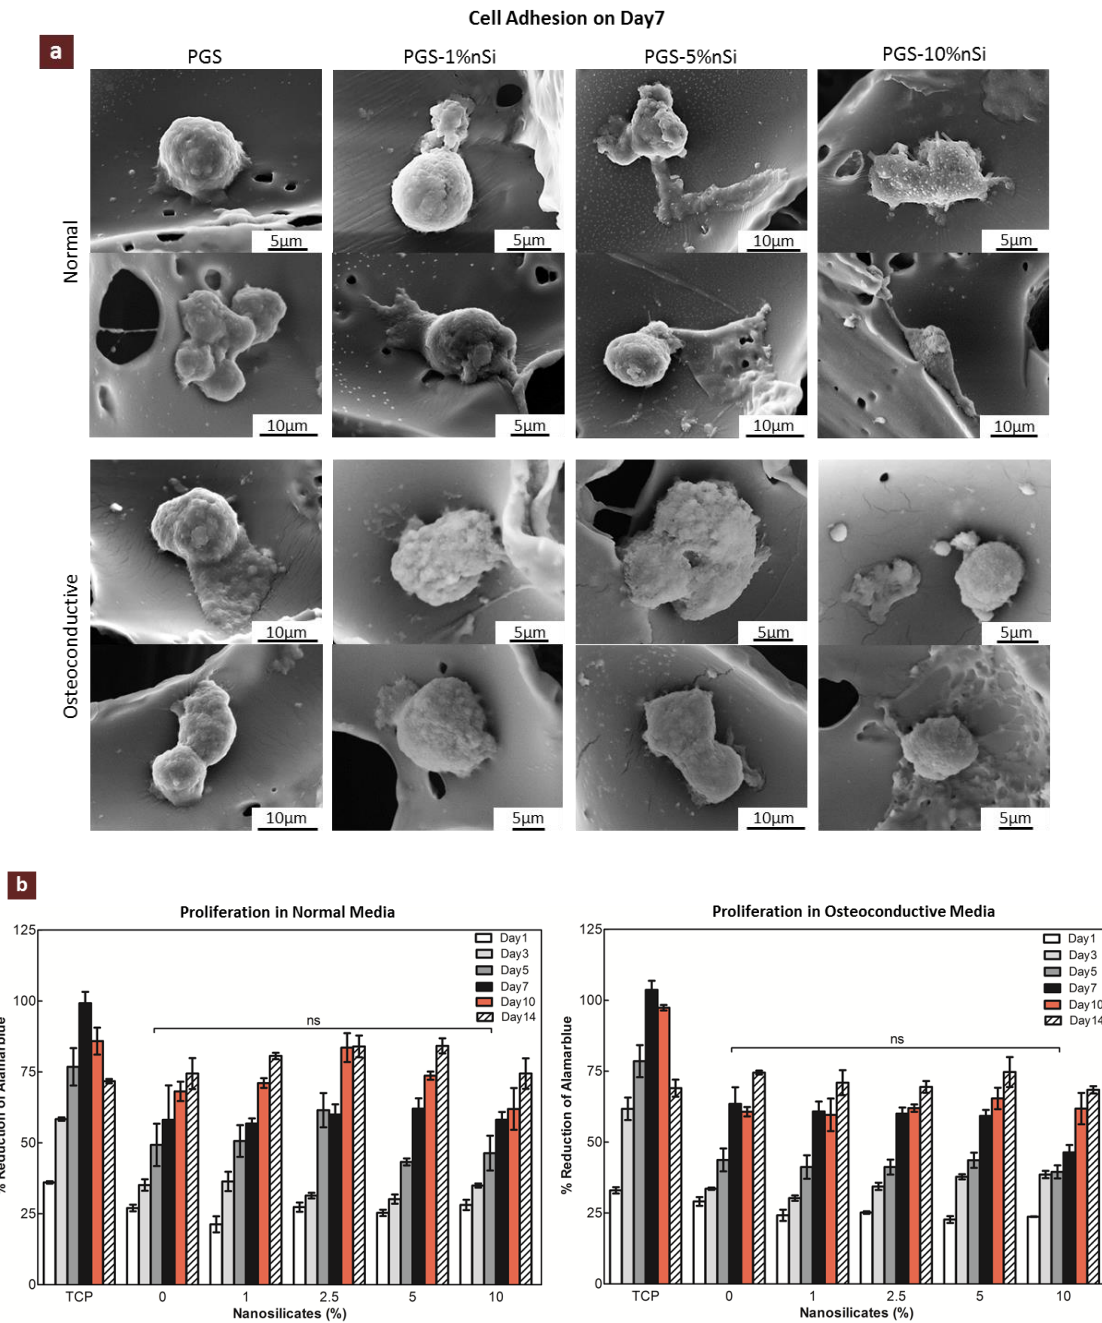 Cell Adhesion on Day7
a
PGS PGS-1%nSi PGS-5%nSi PGS-10%nSi
Normal
5µm 5µm 10µm 5µm
10µm 5µm 10µm 10µm
Osteoconductive
10µm 5µm 5µm 5µm
10µm 5µm 10µm 5µm
b
Proliferation in Normal Media
% Reduction of Alamarblue
125
100
75
50
25
0
Day1
Day3
Day5
Day7
Day10
Day14
ns
TCP 0 1 2.5 5 10
Nanosilicates (%)
Proliferation in Osteoconductive Media
% Reduction of Alamarblue
125
100
75
50
25
0
Day1
Day3
Day5
Day7
Day10
Day14
ns
TCP 0 1 2.5 5 10
Nanosilicates (%)